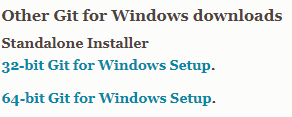 Other Git for Windows downloads
Standalone Installer
32-bit Git for Windows Setup.
64-bit Git for Windows Setup.